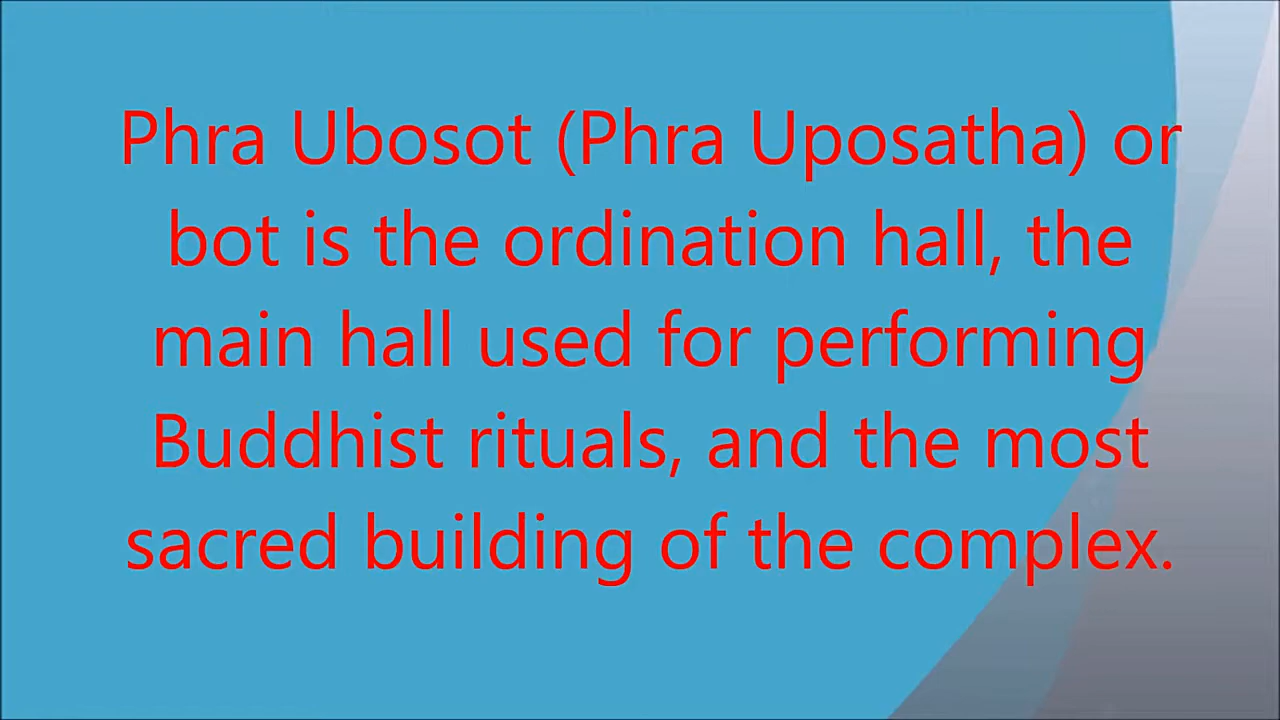 Phra Ubosot (Phra Uposatha) or
bot is the ordination hall, the
main hall used for performing
Buddhist rituals, and the most
sacred building of the complex.